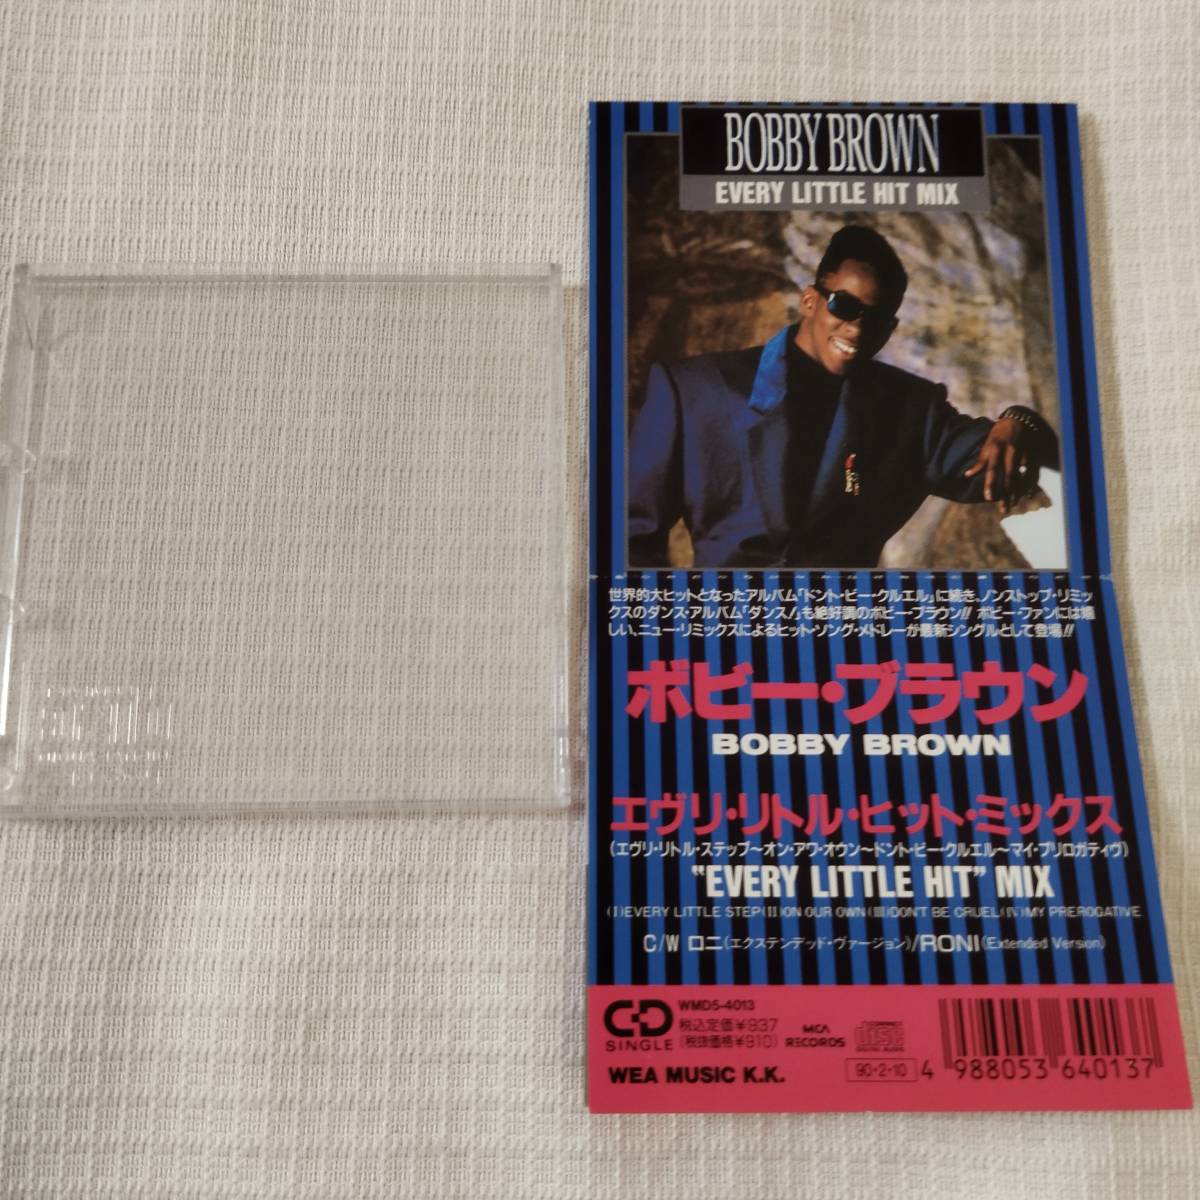 BOBBY BROWN
EVERY LITTLE HIT MIX
世界的大ヒットとなったアルバム「ドント・ビー・クルエル」に続き、ノンストップ・リミッ
クスのダンス・アルバム「ダンス!」も絶好調のボビー・ブラウン!! ボビー・ファンには嬉
しい、ニュー・リミックスによるヒット・ソング・メドレーが最新シングルとして登場!!
ボビー・ブラウン
BOBBY BROWN
エヴリ・リトル・ヒット・ミックス
(エヴリ・リトル・ステップ〜オン・アワ・オウン〜ドント・ビー・クルエル〜マイ・プリロガティヴ)
"EVERY LITTLE HIT" MIX
(I)EVERY LITTLE STEP(II)ON OUR OWN(III)DON'T BE CRUEL(IV)MY PREROGATIVE
C/W ロニ(エクステンデッド・ヴァージョン)/RONI(Extended Version)
CD SINGLE
WMD5-4013
税込定価¥937
(税抜価格¥910)
MCA RECORDS
COMPACT disc DIGITAL AUDIO
WEA MUSIC K.K.
90・2・10
4 988053 640137